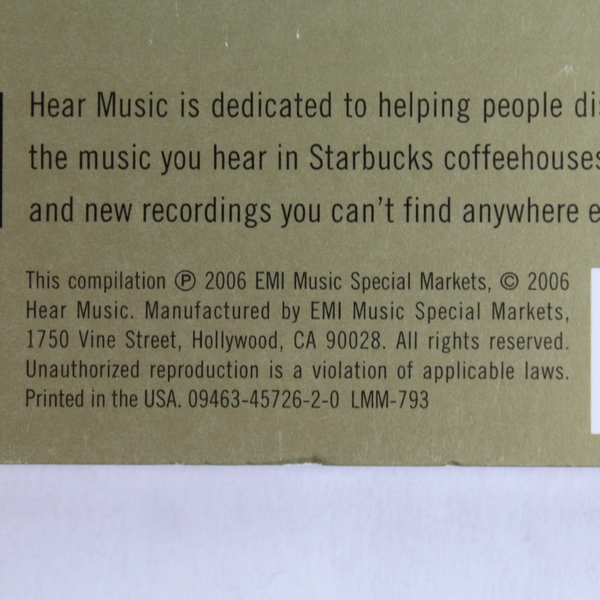 Hear Music is dedicated to helping people
the music you hear in Starbucks coffeehouses
and new recordings you can't find anywhere
This compilation ℗ 2006 EMI Music Special Markets, © 2006
Hear Music. Manufactured by EMI Music Special Markets,
1750 Vine Street, Hollywood, CA 90028. All rights reserved.
Unauthorized reproduction is a violation of applicable laws.
Printed in the USA. 09463-45726-2-0 LMM-793